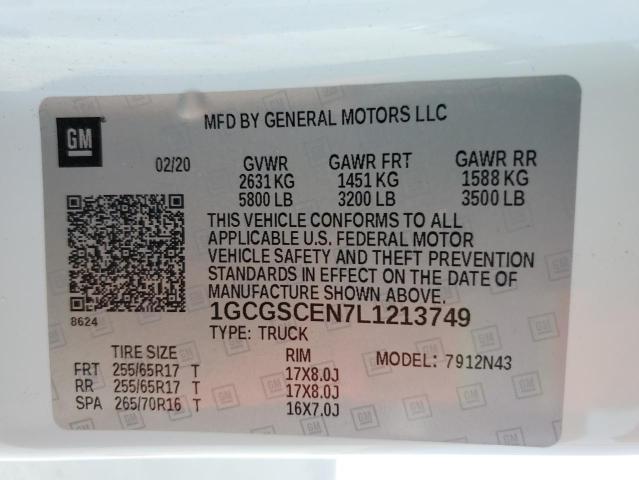 GM
MFD BY GENERAL MOTORS LLC
02/20 GVWR GAWR FRT GAWR RR
2631 KG 1451 KG 1588 KG
5800 LB 3200 LB 3500 LB
THIS VEHICLE CONFORMS TO ALL
APPLICABLE U.S. FEDERAL MOTOR
VEHICLE SAFETY AND THEFT PREVENTION
STANDARDS IN EFFECT ON THE DATE OF
MANUFACTURE SHOWN ABOVE.
8624
1GCGSCEN7L1213749
TYPE: TRUCK
TIRE SIZE RIM MODEL: 7912N43
FRT 255/65R17 T 17X8.0J
RR 255/65R17 T 17X8.0J
SPA 265/70R16 T 16X7.0J